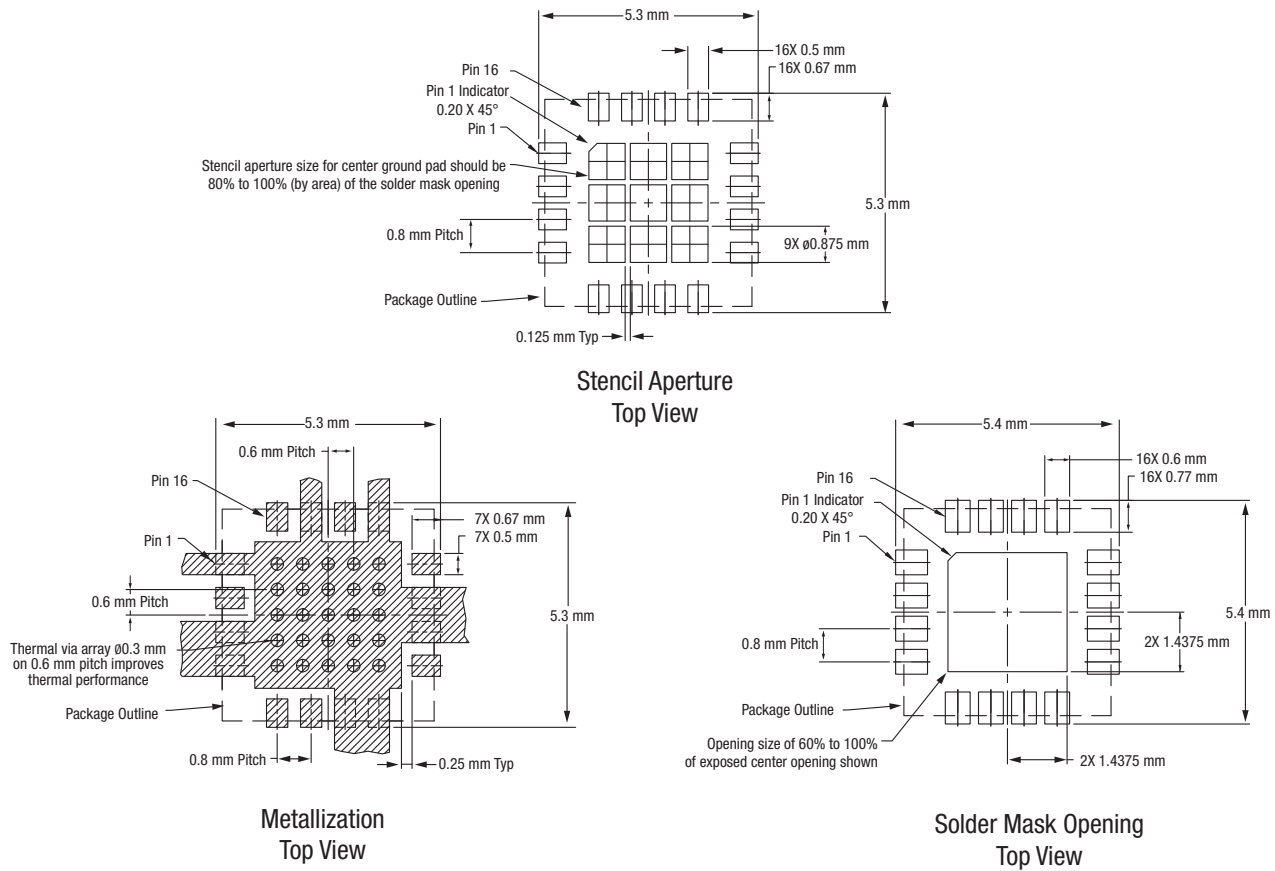 5.3 mm
16X 0.5 mm
16X 0.67 mm
Pin 16
Pin 1 Indicator
0.20 X 45°
Pin 1
Stencil aperture size for center ground pad should be
80% to 100% (by area) of the solder mask opening
5.3 mm
0.8 mm Pitch
9X ø0.875 mm
Package Outline
0.125 mm Typ
Stencil Aperture
Top View
5.3 mm
0.6 mm Pitch
Pin 16
7X 0.67 mm
7X 0.5 mm
Pin 1
0.6 mm Pitch
5.3 mm
Thermal via array ø0.3 mm
on 0.6 mm pitch improves
thermal performance
Package Outline
0.8 mm Pitch
0.25 mm Typ
Metallization
Top View
5.4 mm
16X 0.6 mm
16X 0.77 mm
Pin 16
Pin 1 Indicator
0.20 X 45°
Pin 1
5.4 mm
0.8 mm Pitch
2X 1.4375 mm
Package Outline
Opening size of 60% to 100%
of exposed center opening shown
2X 1.4375 mm
Solder Mask Opening
Top View